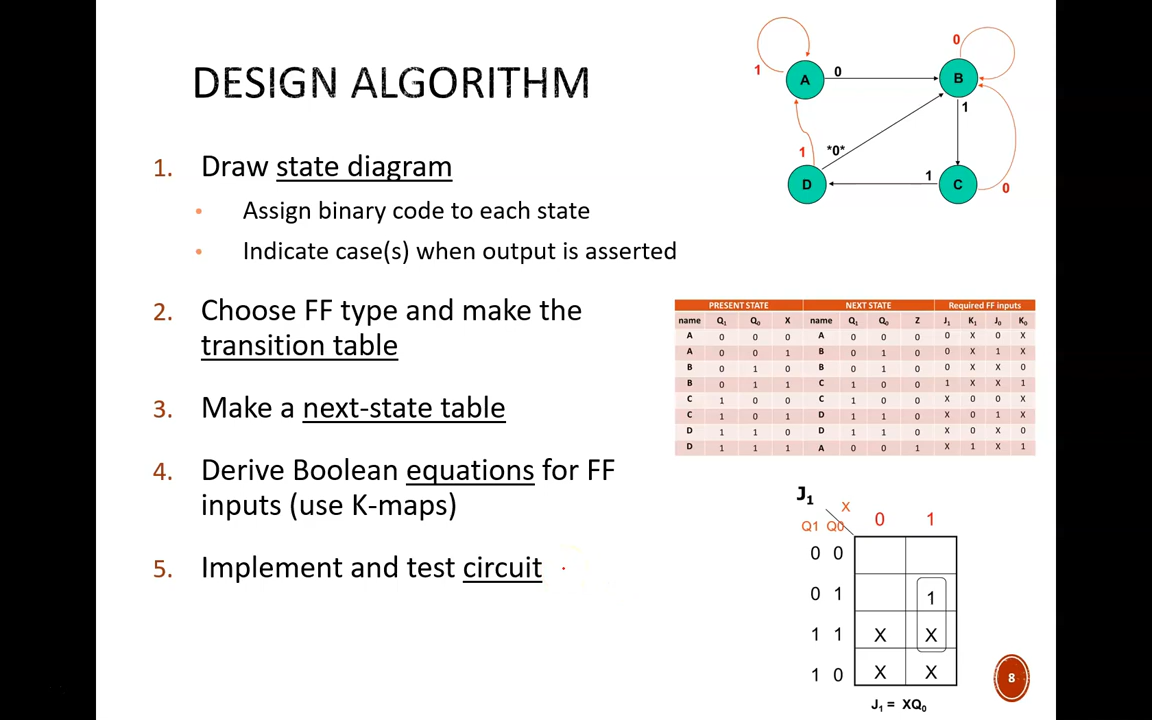 DESIGN ALGORITHM
1. Draw state diagram
• Assign binary code to each state
• Indicate case(s) when output is asserted
2. Choose FF type and make the
transition table
3. Make a next-state table
4. Derive Boolean equations for FF
inputs (use K-maps)
5. Implement and test circuit
0
1 A 0 B
1
1 *0*
D 1 C 0
PRESENT STATE NEXT STATE Required FF inputs
name Q1 Q0 X name Q1 Q0 Z J1 K1 J0 K0
A 0 0 0 A 0 0 0 0 X 0 X
A 0 0 1 B 0 1 0 0 X 1 X
B 0 1 0 B 0 1 0 0 X X 0
B 0 1 1 C 1 0 0 1 X X 1
C 1 0 0 C 1 0 0 X 0 0 X
C 1 0 1 D 1 1 0 X 0 1 X
D 1 1 0 D 1 1 0 X 0 X 0
D 1 1 1 A 0 0 1 X 1 X 1
J1
X
Q1 Q0 0 1
0 0
0 1 1
1 1 X X
1 0 X X
J1 = XQ0
8